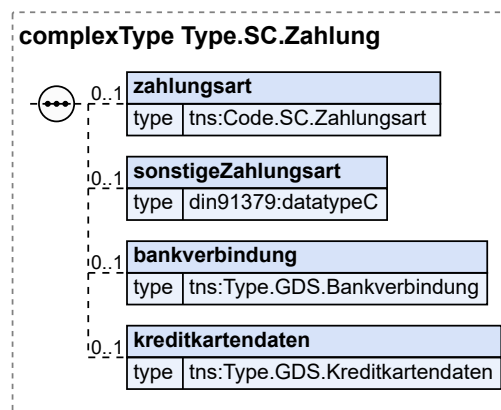 complexType Type.SC.Zahlung
0..1 zahlungsart
type tns:Code.SC.Zahlungsart
0..1 sonstigeZahlungsart
type din91379:datatypeC
0..1 bankverbindung
type tns:Type.GDS.Bankverbindung
0..1 kreditkartendaten
type tns:Type.GDS.Kreditkartendaten